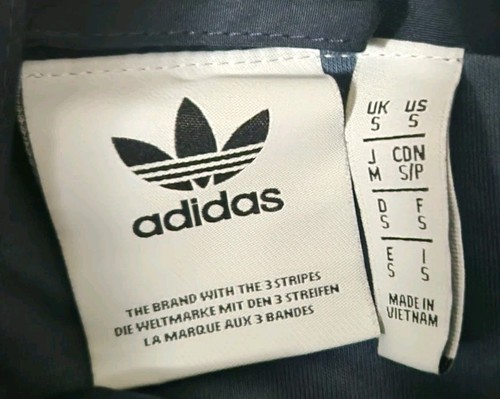 adidas
THE BRAND WITH THE 3 STRIPES
DIE WELTMARKE MIT DEN 3 STREIFEN
LA MARQUE AUX 3 BANDES
UK US
S S
J CDN
M S/P
D F
S S
E I
S S
MADE IN
VIETNAM